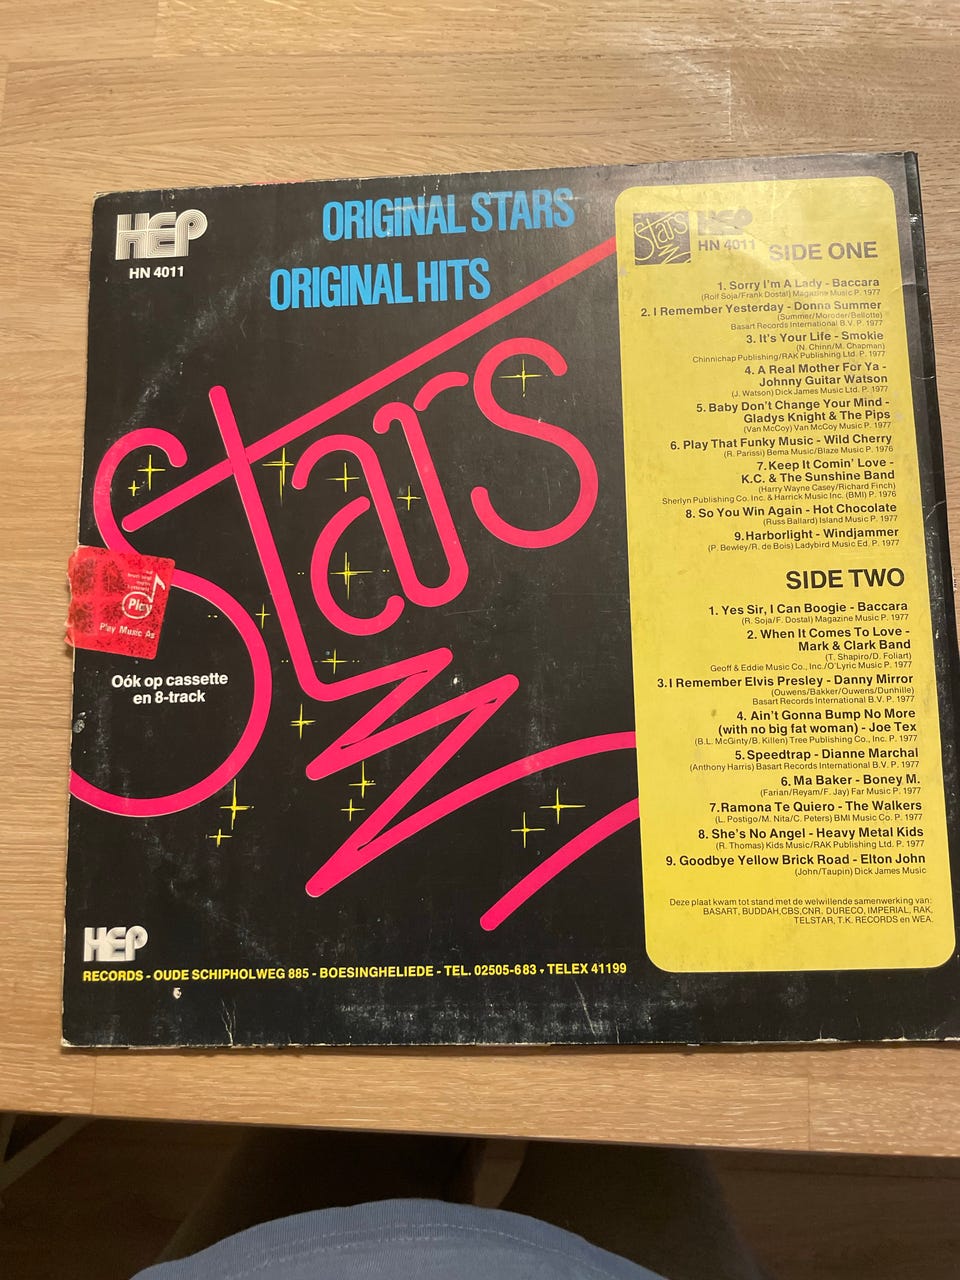 HEP
HN 4011
ORIGINAL STARS
ORIGINAL HITS
Stars
Play
Play Music As
Oók op cassette
en 8-track
HEP
RECORDS - OUDE SCHIPHOLWEG 885 - BOESINGHELIEDE - TEL. 02505-683 • TELEX 41199
Stars
HEP
HN 4011
SIDE ONE
1. Sorry I'm A Lady - Baccara
(Rolf Soja/Frank Dostal) Magazine Music P. 1977
2. I Remember Yesterday - Donna Summer
(Summer/Moroder/Bellotte)
Basart Records International B.V. P. 1977
3. It's Your Life - Smokie
(N. Chinn/M. Chapman)
Chinnichap Publishing/RAK Publishing Ltd. P. 1977
4. A Real Mother For Ya -
Johnny Guitar Watson
(J. Watson) Dick James Music Ltd. P. 1977
5. Baby Don't Change Your Mind -
Gladys Knight & The Pips
(Van McCoy) Van McCoy Music P. 1977
6. Play That Funky Music - Wild Cherry
(R. Parissi) Bema Music/Blaze Music P. 1976
7. Keep It Comin' Love -
K.C. & The Sunshine Band
(Harry Wayne Casey/Richard Finch)
Sherlyn Publishing Co. Inc. & Harrick Music Inc. (BMI) P. 1976
8. So You Win Again - Hot Chocolate
(Russ Ballard) Island Music P. 1977
9. Harborlight - Windjammer
(P. Bewley/R. de Bois) Ladybird Music Ed. P. 1977
SIDE TWO
1. Yes Sir, I Can Boogie - Baccara
(R. Soja/F. Dostal) Magazine Music P. 1977
2. When It Comes To Love -
Mark & Clark Band
(T. Shapiro/D. Foliart)
Geoff & Eddie Music Co., Inc./O'Lyric Music P. 1977
3. I Remember Elvis Presley - Danny Mirror
(Ouwens/Bakker/Ouwens/Dunhille)
Basart Records International B.V. P. 1977
4. Ain't Gonna Bump No More
(with no big fat woman) - Joe Tex
(B.L. McGinty/B. Killen) Tree Publishing Co., Inc. P. 1977
5. Speedtrap - Dianne Marchal
(Anthony Harris) Basart Records International B.V. P. 1977
6. Ma Baker - Boney M.
(Farian/Reyam/F. Jay) Far Music P. 1977
7. Ramona Te Quiero - The Walkers
(L. Postigo/M. Nita/C. Peters) BMI Music Co. P. 1977
8. She's No Angel - Heavy Metal Kids
(R. Thomas) Kids Music/RAK Publishing Ltd. P. 1977
9. Goodbye Yellow Brick Road - Elton John
(John/Taupin) Dick James Music
Deze plaat kwam tot stand met de welwillende samenwerking van:
BASART, BUDDAH, CBS, CNR, DURECO, IMPERIAL, RAK,
TELSTAR, T.K. RECORDS en WEA.